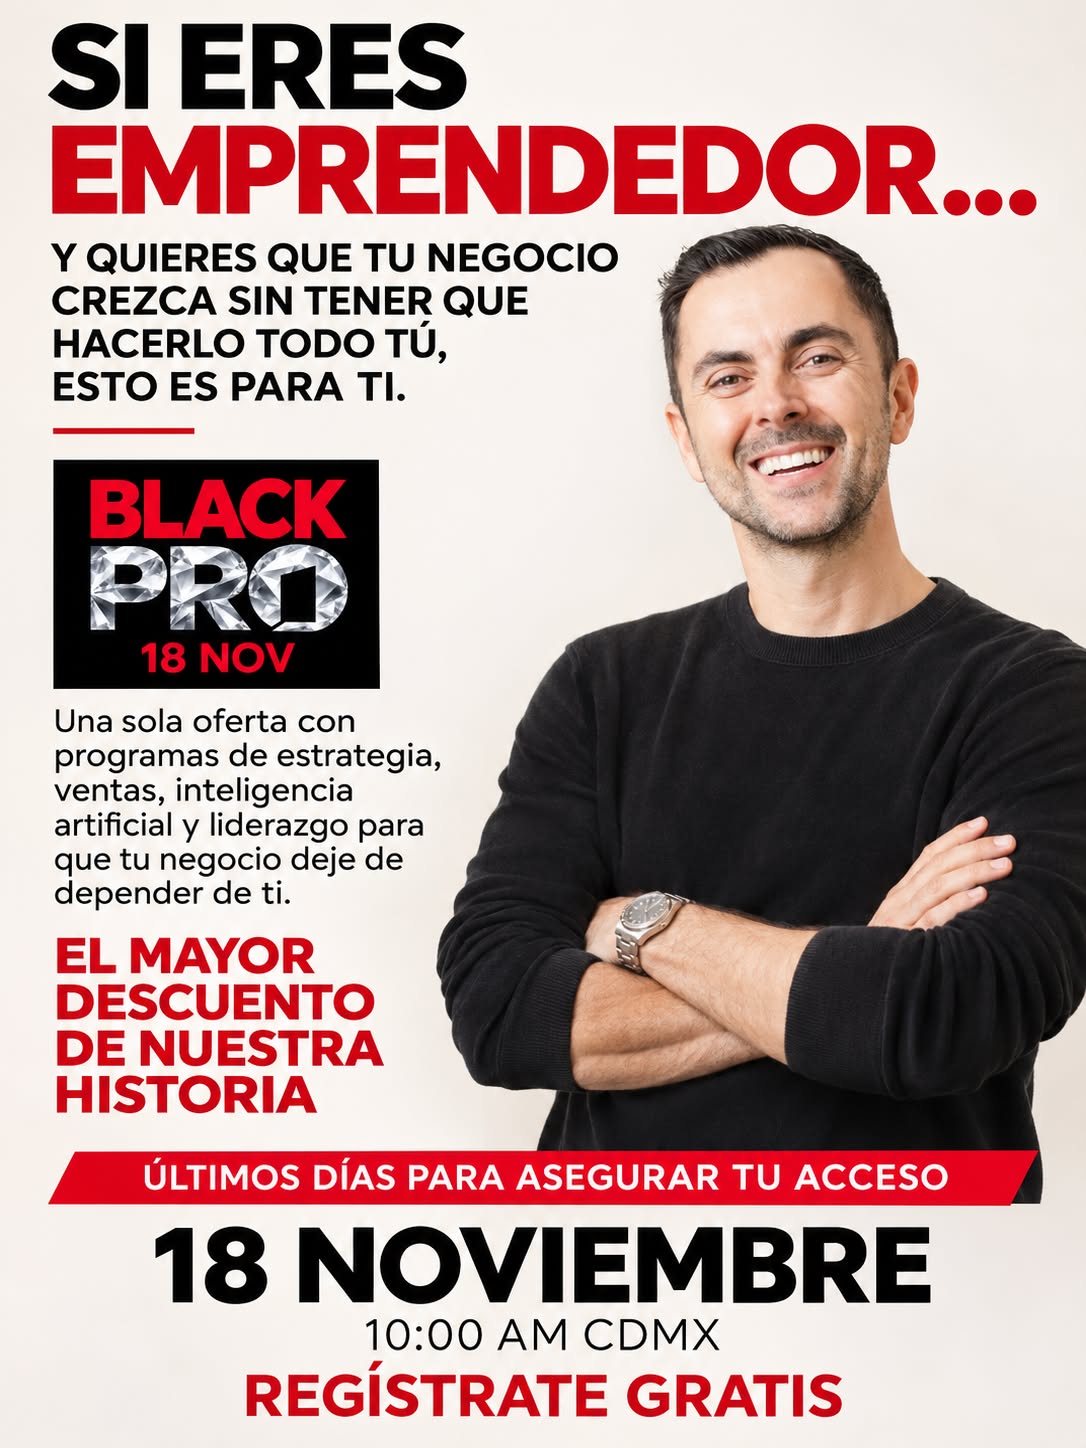 SI ERES
EMPRENDEDOR...
Y QUIERES QUE TU NEGOCIO
CREZCA SIN TENER QUE
HACERLO TODO TÚ,
ESTO ES PARA TI.
BLACK
PRO
18 NOV
Una sola oferta con
programas de estrategia,
ventas, inteligencia
artificial y liderazgo para
que tu negocio deje de
depender de ti.
EL MAYOR
DESCUENTO
DE NUESTRA
HISTORIA
ÚLTIMOS DÍAS PARA ASEGURAR TU ACCESO
18 NOVIEMBRE
10:00 AM CDMX
REGÍSTRATE GRATIS